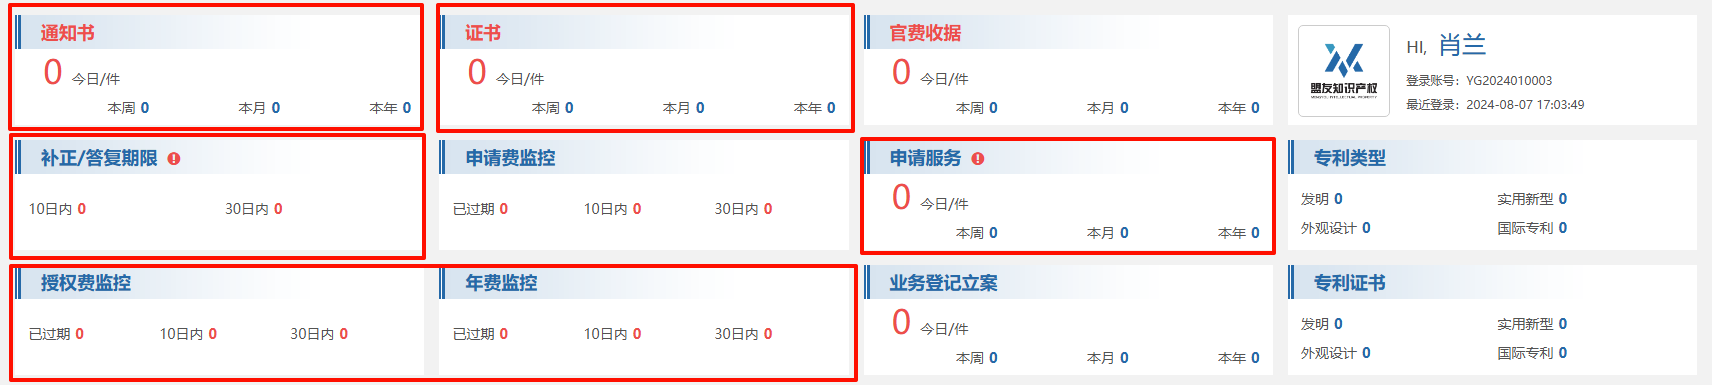 通知书
0 今日/件
本周 0 本月 0 本年 0
证书
0 今日/件
本周 0 本月 0 本年 0
官费收据
0 今日/件
本周 0 本月 0 本年 0
盟友知识产权
HI, 肖兰
登录账号：YG2024010003
最近登录：2024-08-07 17:03:49
补正/答复期限
10日内 0 30日内 0
申请费监控
已过期 0 10日内 0 30日内 0
申请服务
0 今日/件
本周 0 本月 0 本年 0
专利类型
发明 0 实用新型 0
外观设计 0 国际专利 0
授权费监控
已过期 0 10日内 0 30日内 0
年费监控
已过期 0 10日内 0 30日内 0
业务登记立案
0 今日/件
本周 0 本月 0 本年 0
专利证书
发明 0 实用新型 0
外观设计 0 国际专利 0